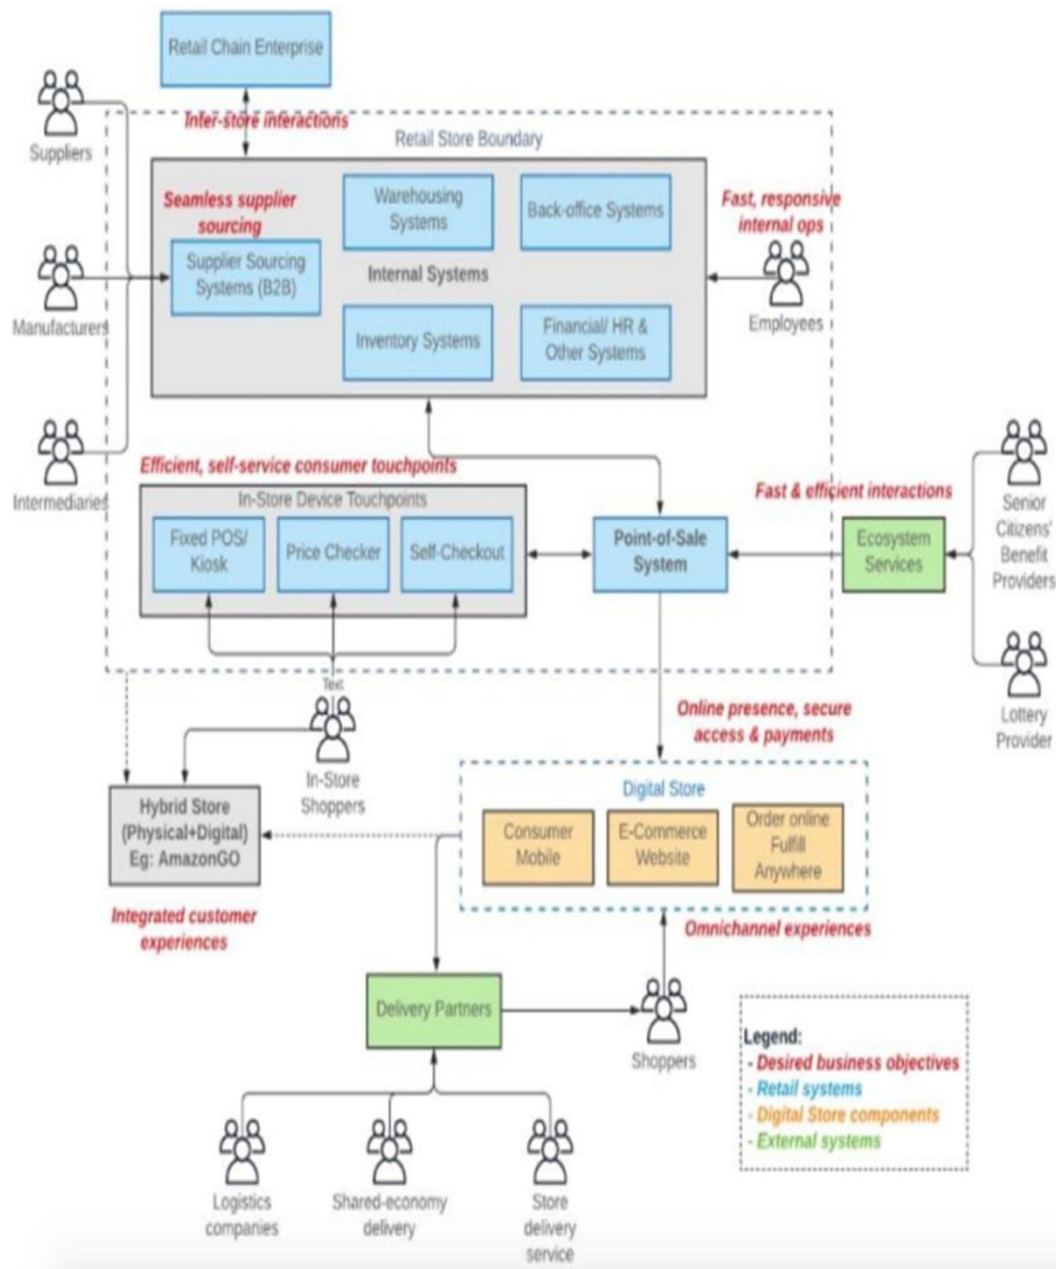 Retail Chain Enterprise
Suppliers
Inter-store interactions
Retail Store Boundary
Seamless supplier
sourcing
Warehousing
Systems
Back-office Systems
Fast, responsive
internal ops
Supplier Sourcing
Systems (B2B)
Internal Systems
Manufacturers
Employees
Inventory Systems
Financial/ HR &
Other Systems
Intermediaries
Efficient, self-service consumer touchpoints
In-Store Device Touchpoints
Fixed POS/
Kiosk
Price Checker
Self-Checkout
Point-of-Sale
System
Fast & efficient interactions
Ecosystem
Services
Senior
Citizens'
Benefit
Providers
Lottery
Provider
Text
In-Store
Shoppers
Online presence, secure
access & payments
Hybrid Store
(Physical+Digital)
Eg: AmazonGO
Integrated customer
experiences
Digital Store
Consumer
Mobile
E-Commerce
Website
Order online
Fulfill
Anywhere
Omnichannel experiences
Delivery Partners
Shoppers
Legend:
- Desired business objectives
- Retail systems
- Digital Store components
- External systems
Logistics
companies
Shared-economy
delivery
Store
delivery
service